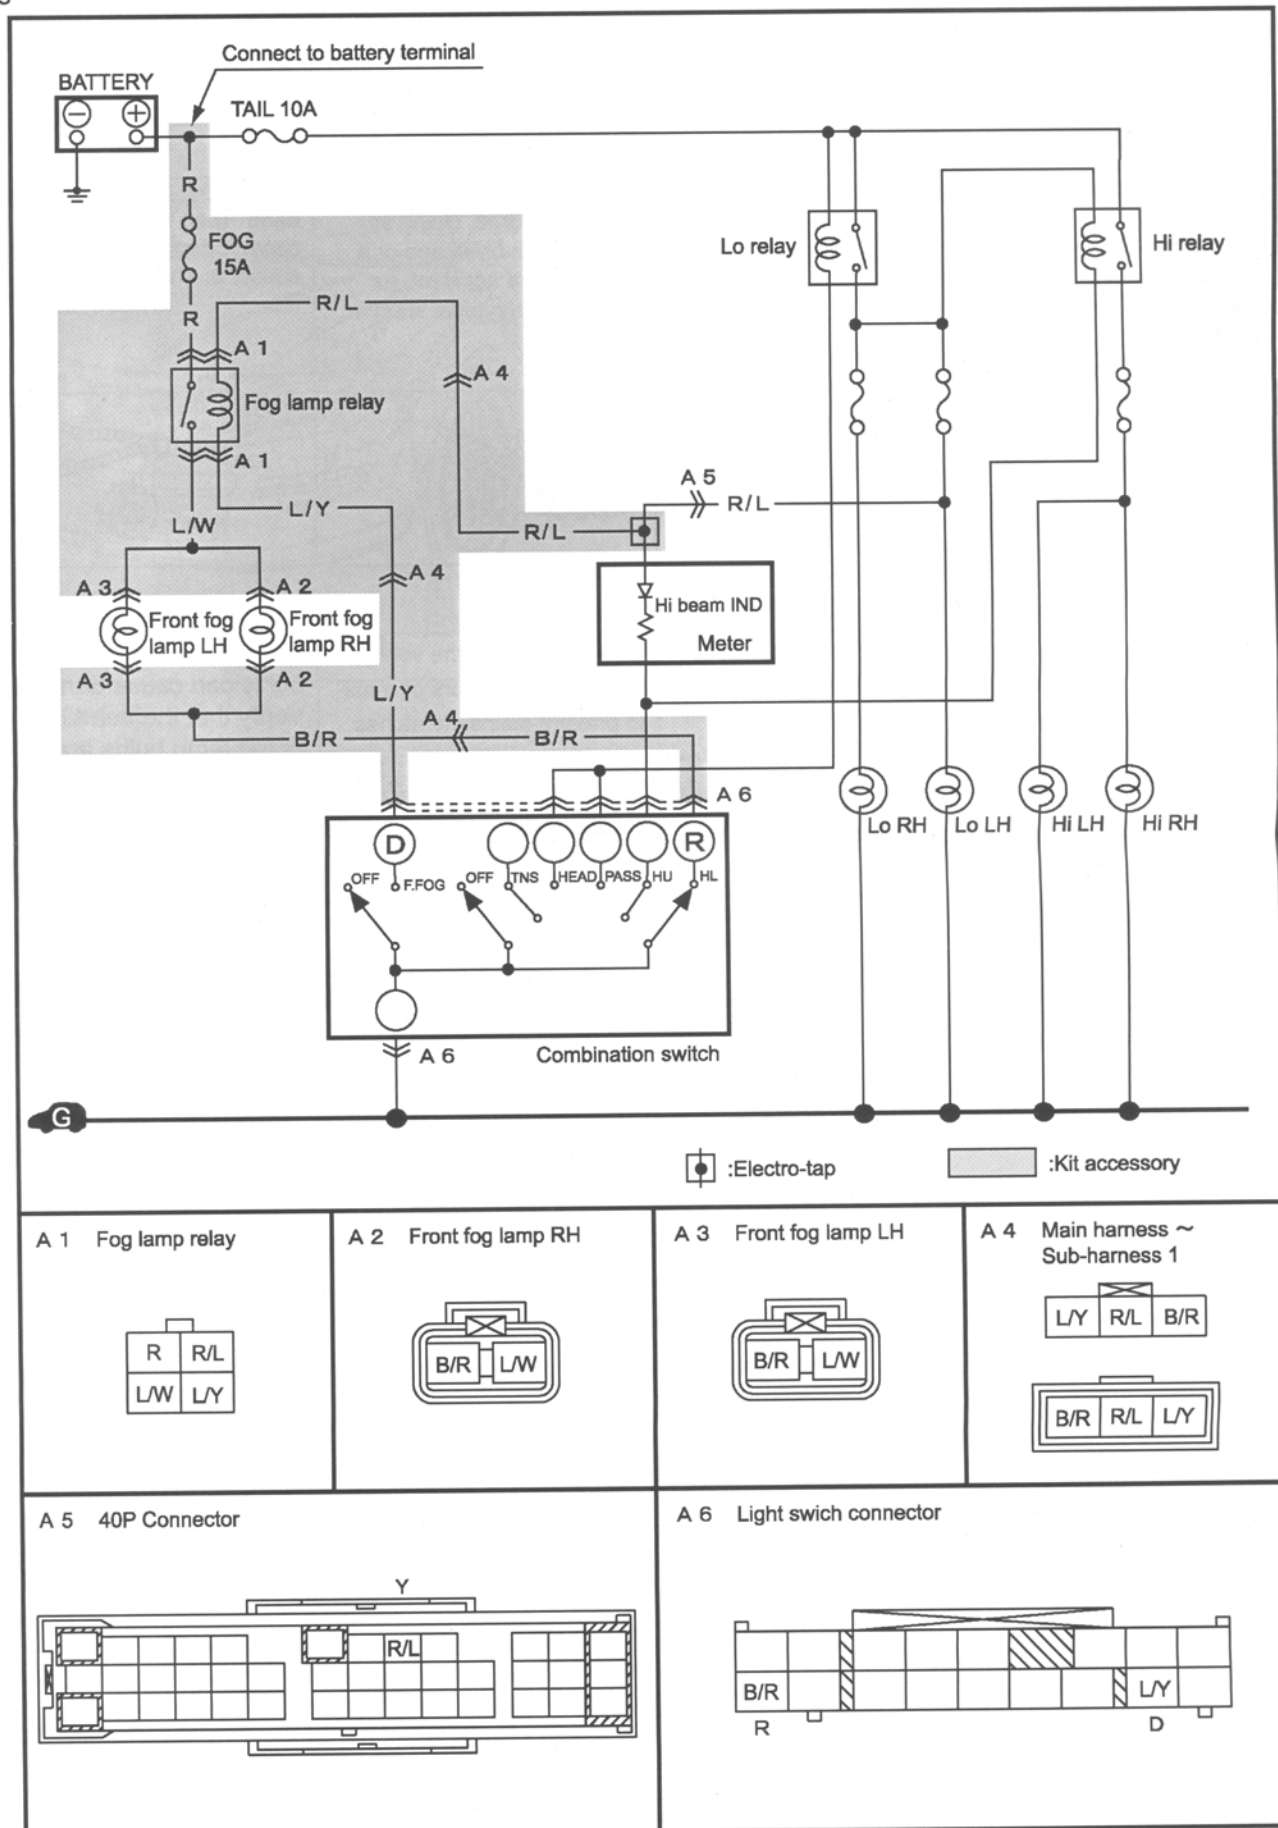 Connect to battery terminal
BATTERY
TAIL 10A
R
FOG
15A
Lo relay
Hi relay
R/L
R
A 1
A 4
Fog lamp relay
A 1
A 5
R/L
L/Y
L/W
R/L
A 3
A 2
A 4
Front fog
lamp LH
Front fog
lamp RH
Hi beam IND
Meter
A 3
A 2
L/Y
A 4
B/R
B/R
A 6
Lo RH
Lo LH
Hi LH
Hi RH
D
R
OFF
F.FOG
OFF
TNS
HEAD
PASS
HU
HL
A 6
Combination switch
G
:Electro-tap
:Kit accessory
A 1 Fog lamp relay
R R/L
L/W L/Y
A 2 Front fog lamp RH
B/R L/W
A 3 Front fog lamp LH
B/R L/W
A 4 Main harness ~
Sub-harness 1
L/Y R/L B/R
B/R R/L L/Y
A 5 40P Connector
Y
R/L
A 6 Light swich connector
B/R L/Y
R D